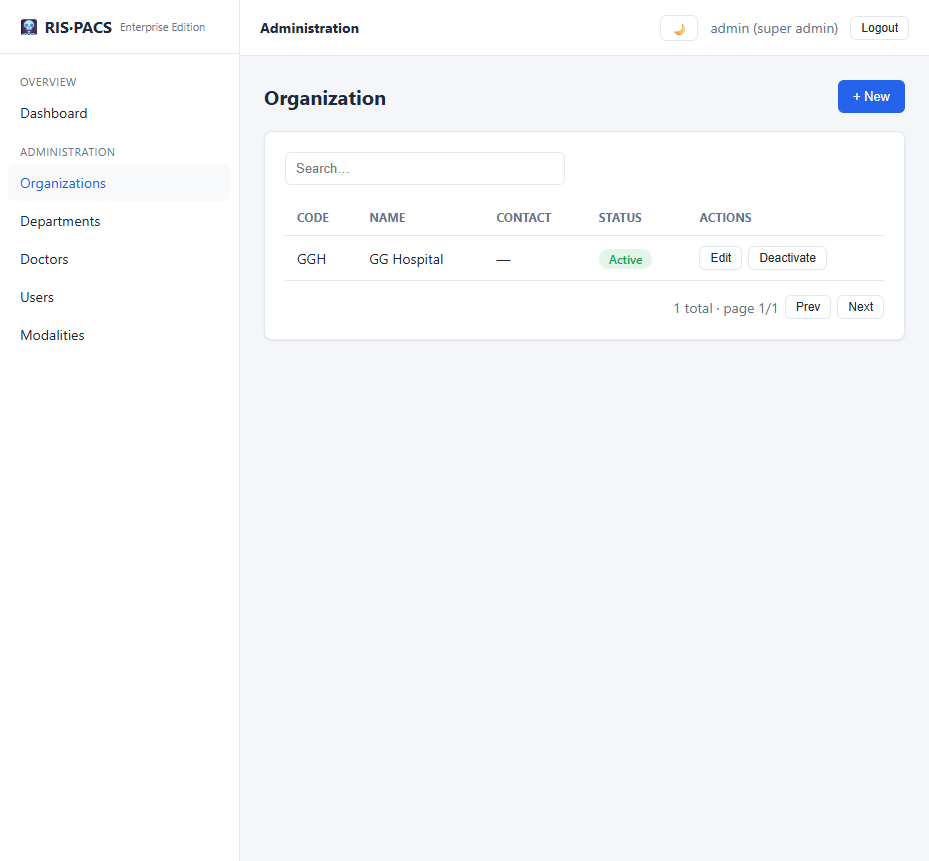 RIS·PACS Enterprise Edition
Administration
admin (super admin)
Logout
OVERVIEW
Dashboard
ADMINISTRATION
Organizations
Departments
Doctors
Users
Modalities
Organization
+ New
Search...
CODE NAME CONTACT STATUS ACTIONS
GGH GG Hospital — Active Edit Deactivate
1 total · page 1/1 Prev Next